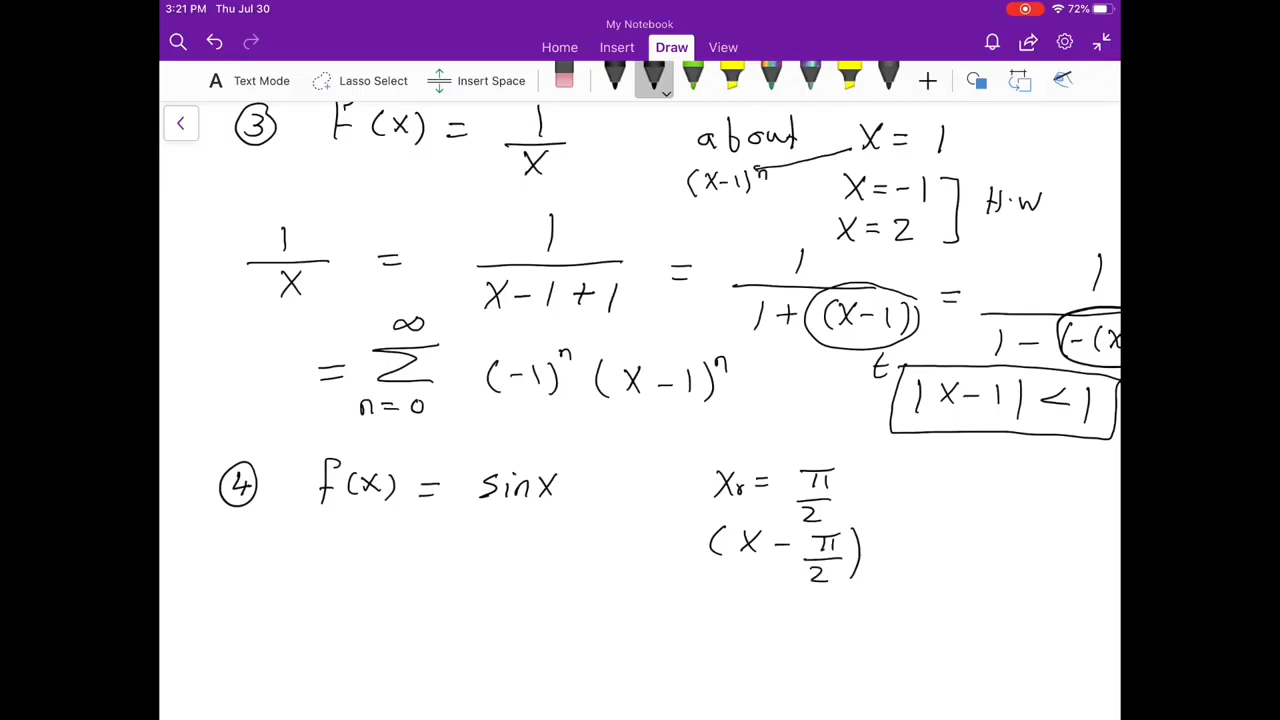 3:21 PM Thu Jul 30
72%
My Notebook
Home Insert Draw View
Text Mode Lasso Select Insert Space
③ F(x) = 1/x about x = 1
(x-1)^n x = -1
x = 2 H.W
1/x = 1/(x-1+1) = 1/(1+(x-1)) = 1/(1-(-(x
= ∑_{n=0}^{∞} (-1)^n (x-1)^n |x-1| < 1
④ f(x) = sinx x₀ = π/2
(x - π/2)